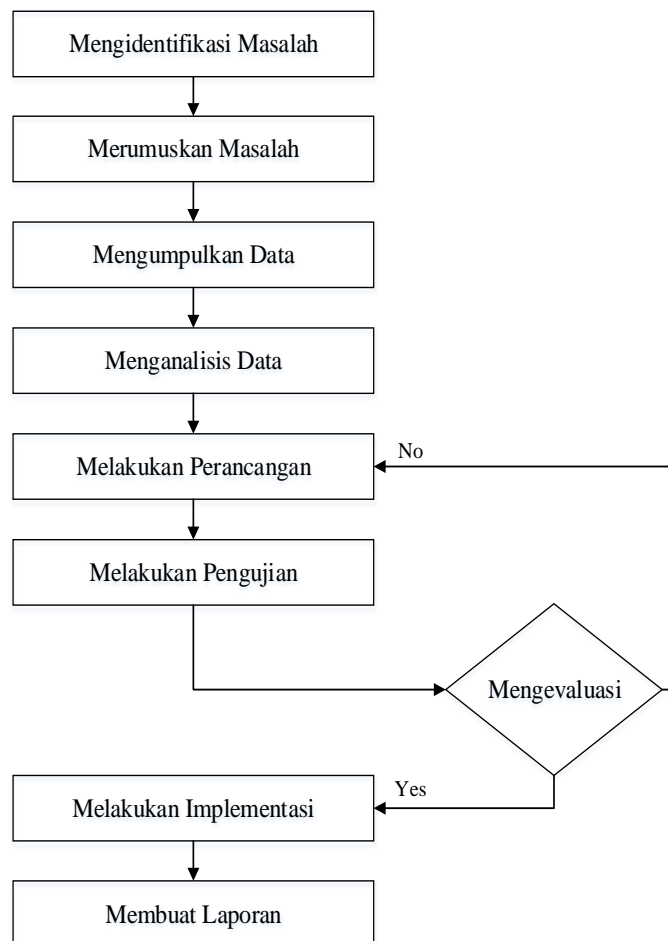 Mengidentifikasi Masalah
Merumuskan Masalah
Mengumpulkan Data
Menganalisis Data
Melakukan Perancangan
No
Melakukan Pengujian
Mengevaluasi
Yes
Melakukan Implementasi
Membuat Laporan